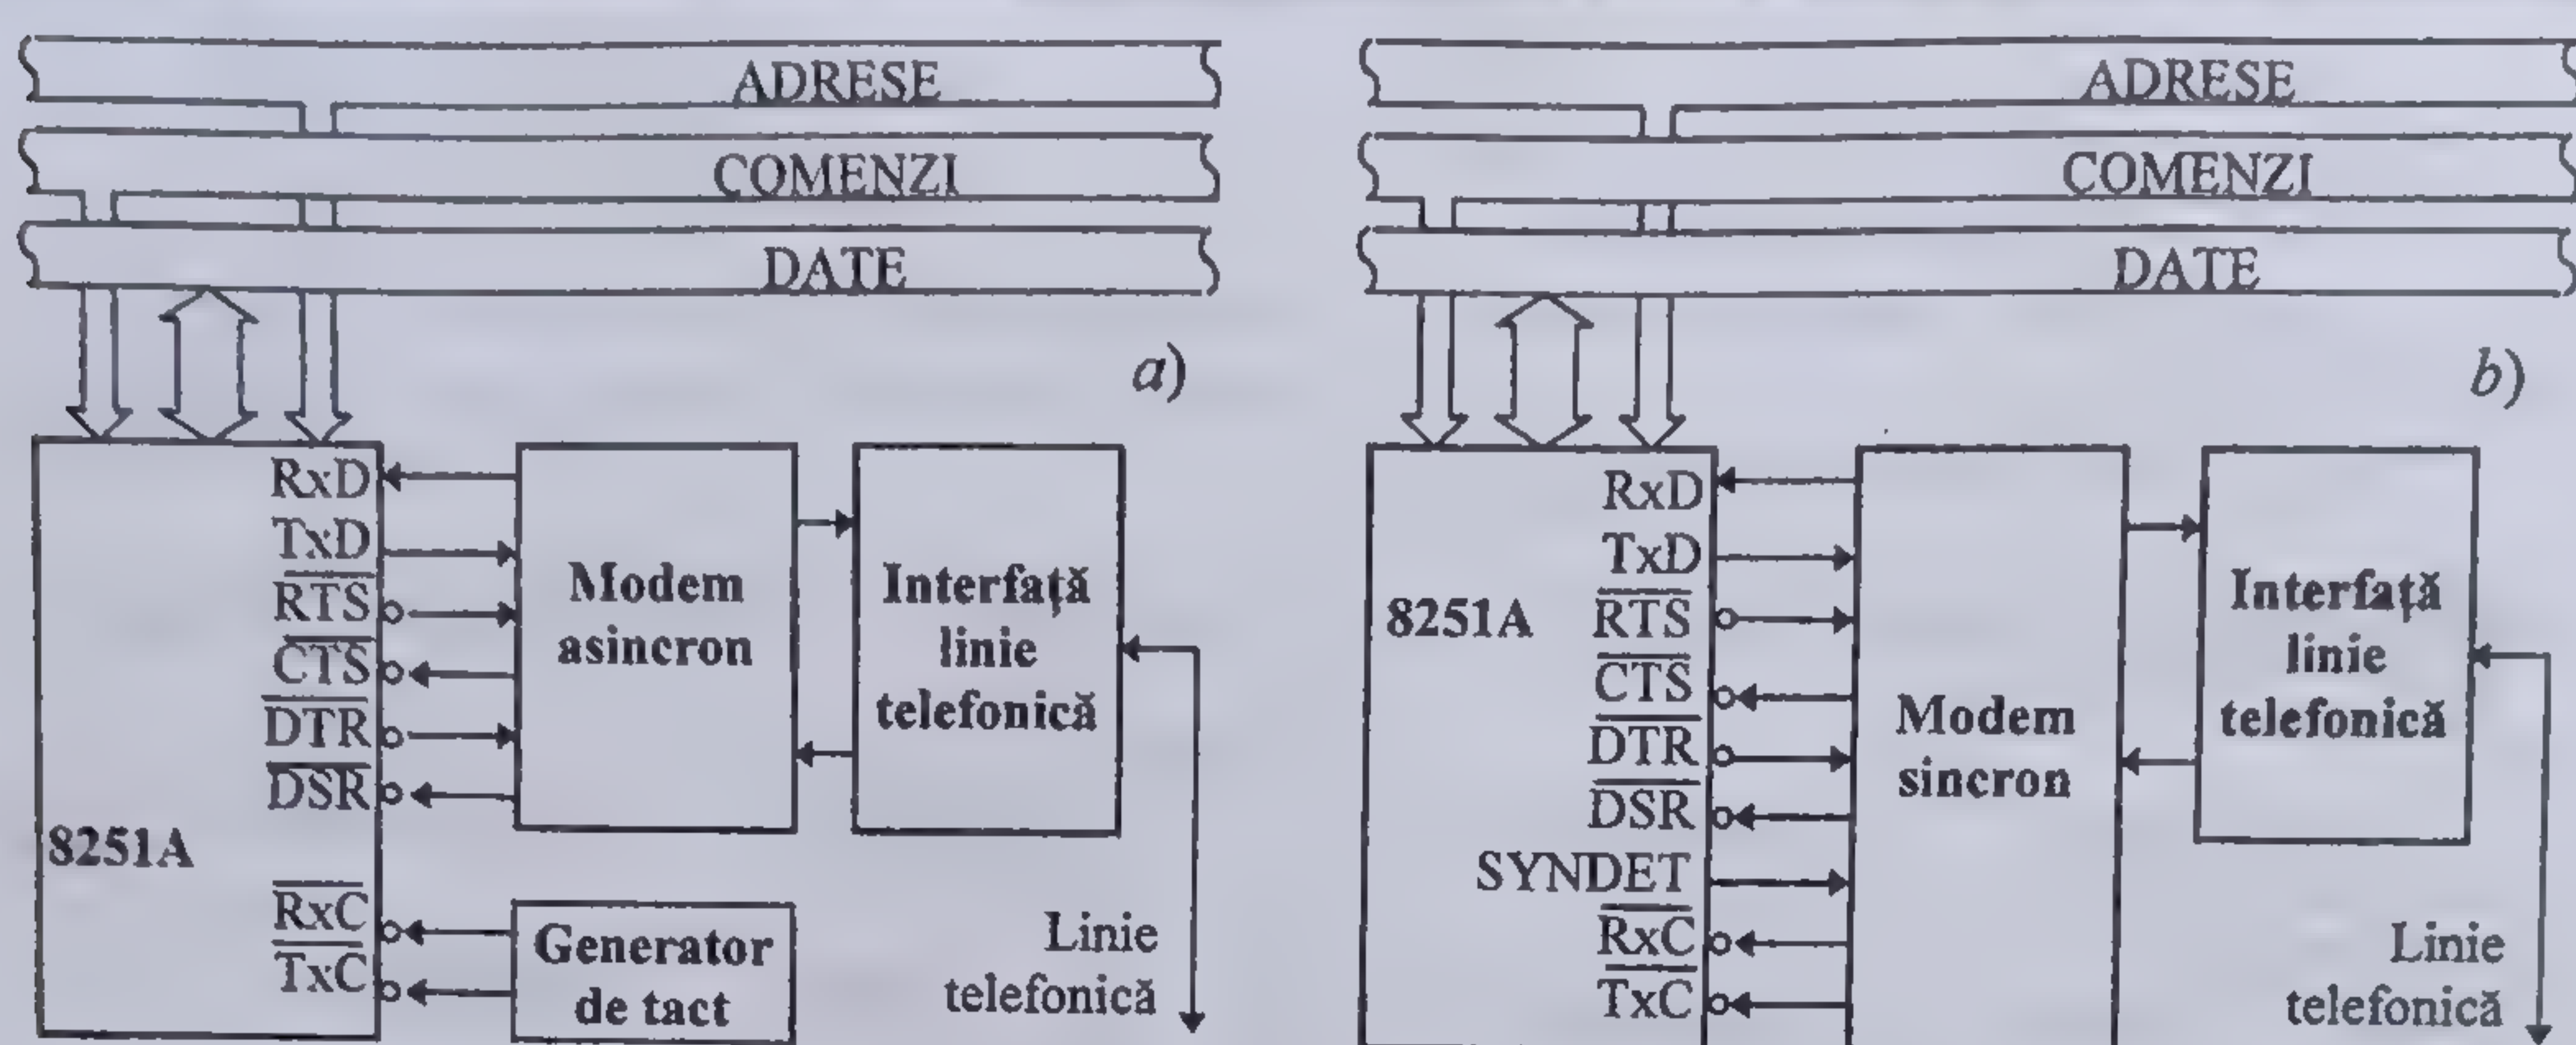 ADRESE
COMENZI
DATE
a)
RxD
TxD
RTS
CTS
DTR
DSR
8251A
RxC
TxC
Modem
asincron
Interfață
linie
telefonică
Generator
de tact
Linie
telefonică
ADRESE
COMENZI
DATE
b)
RxD
TxD
8251A
RTS
CTS
DTR
DSR
SYNDET
RxC
TxC
Modem
sincron
Interfață
linie
telefonică
Linie
telefonică